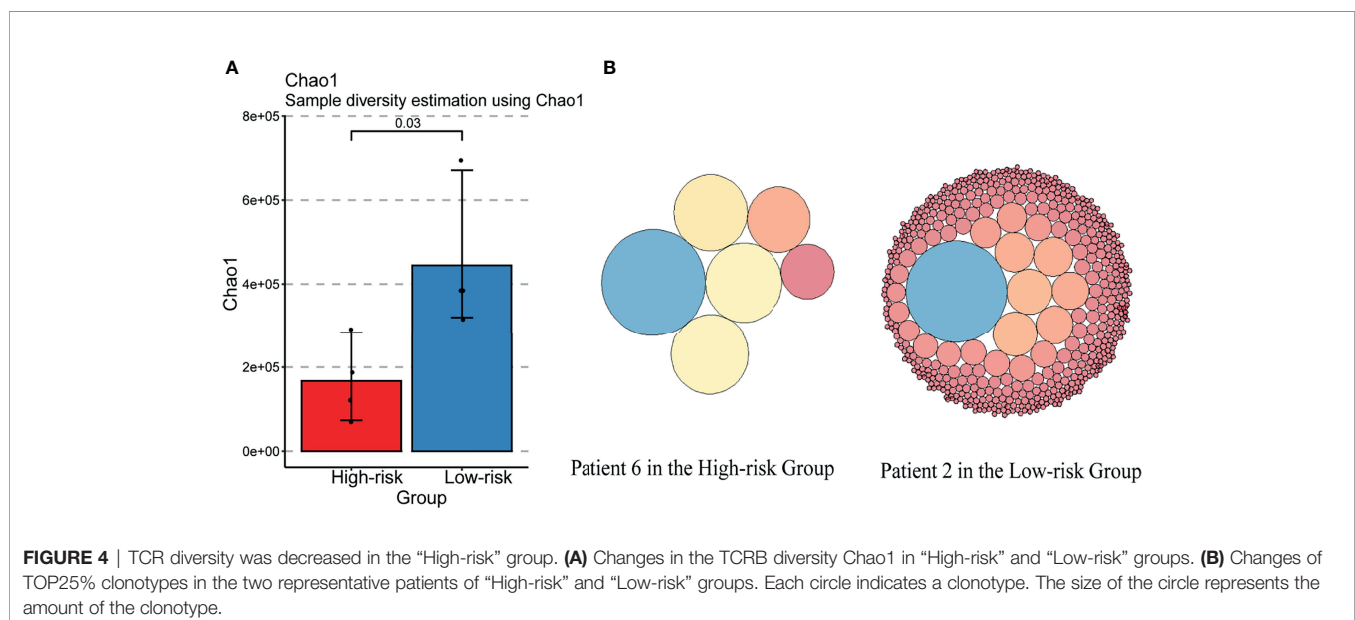 A
B
Chao1
Sample diversity estimation using Chao1
8e+05
0.03
6e+05
4e+05
2e+05
0e+00
Chao1
High-risk
Low-risk
Group
Patient 6 in the High-risk Group
Patient 2 in the Low-risk Group
FIGURE 4 | TCR diversity was decreased in the “High-risk” group. (A) Changes in the TCRB diversity Chao1 in “High-risk” and “Low-risk” groups. (B) Changes of
TOP25% clonotypes in the two representative patients of “High-risk” and “Low-risk” groups. Each circle indicates a clonotype. The size of the circle represents the
amount of the clonotype.